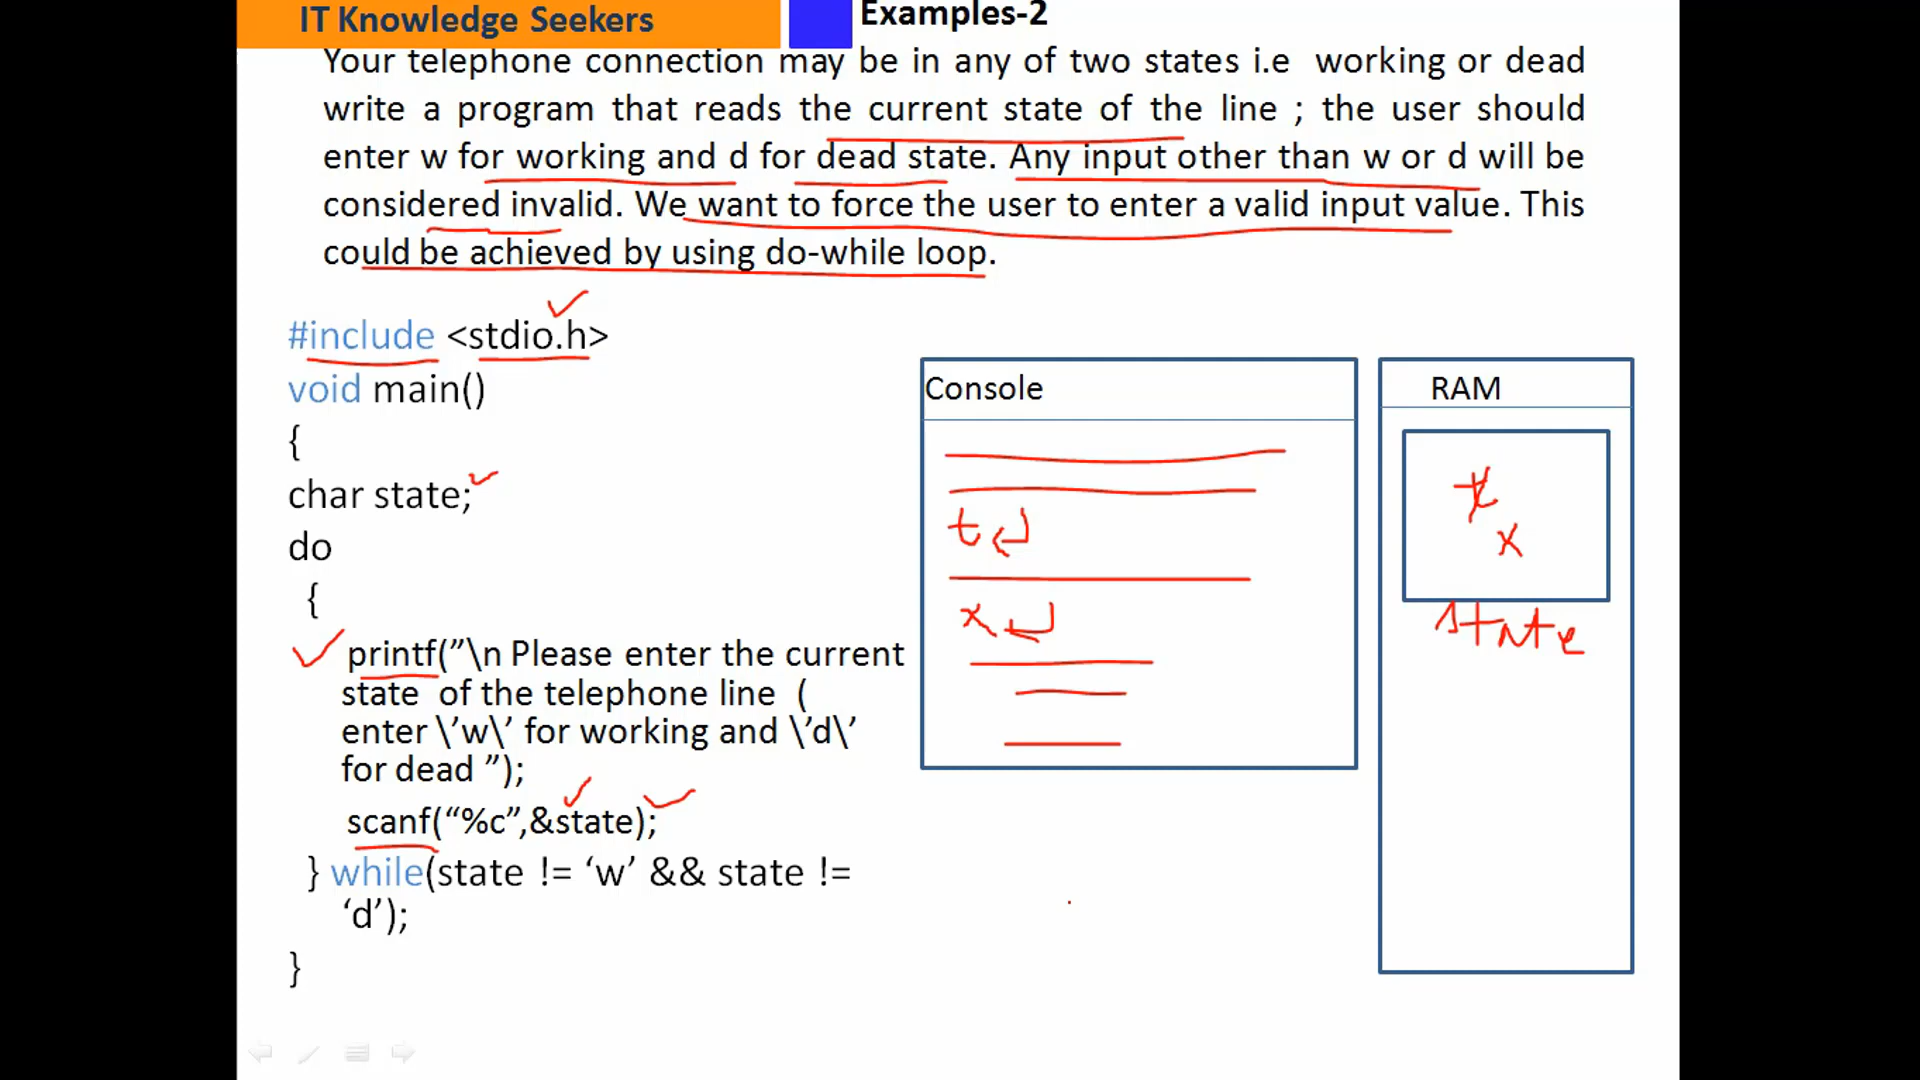 IT Knowledge Seekers
Examples-2
Your telephone connection may be in any of two states i.e working or dead
write a program that reads the current state of the line ; the user should
enter w for working and d for dead state. Any input other than w or d will be
considered invalid. We want to force the user to enter a valid input value. This
could be achieved by using do-while loop.
#include <stdio.h>
void main()
{
char state;
do
{
printf(”\n Please enter the current
state of the telephone line (
enter \’w\’ for working and \’d\’
for dead ”);
scanf(“%c”,&state);
} while(state != ‘w’ && state !=
‘d’);
}
Console
t
x
RAM
t
x
state